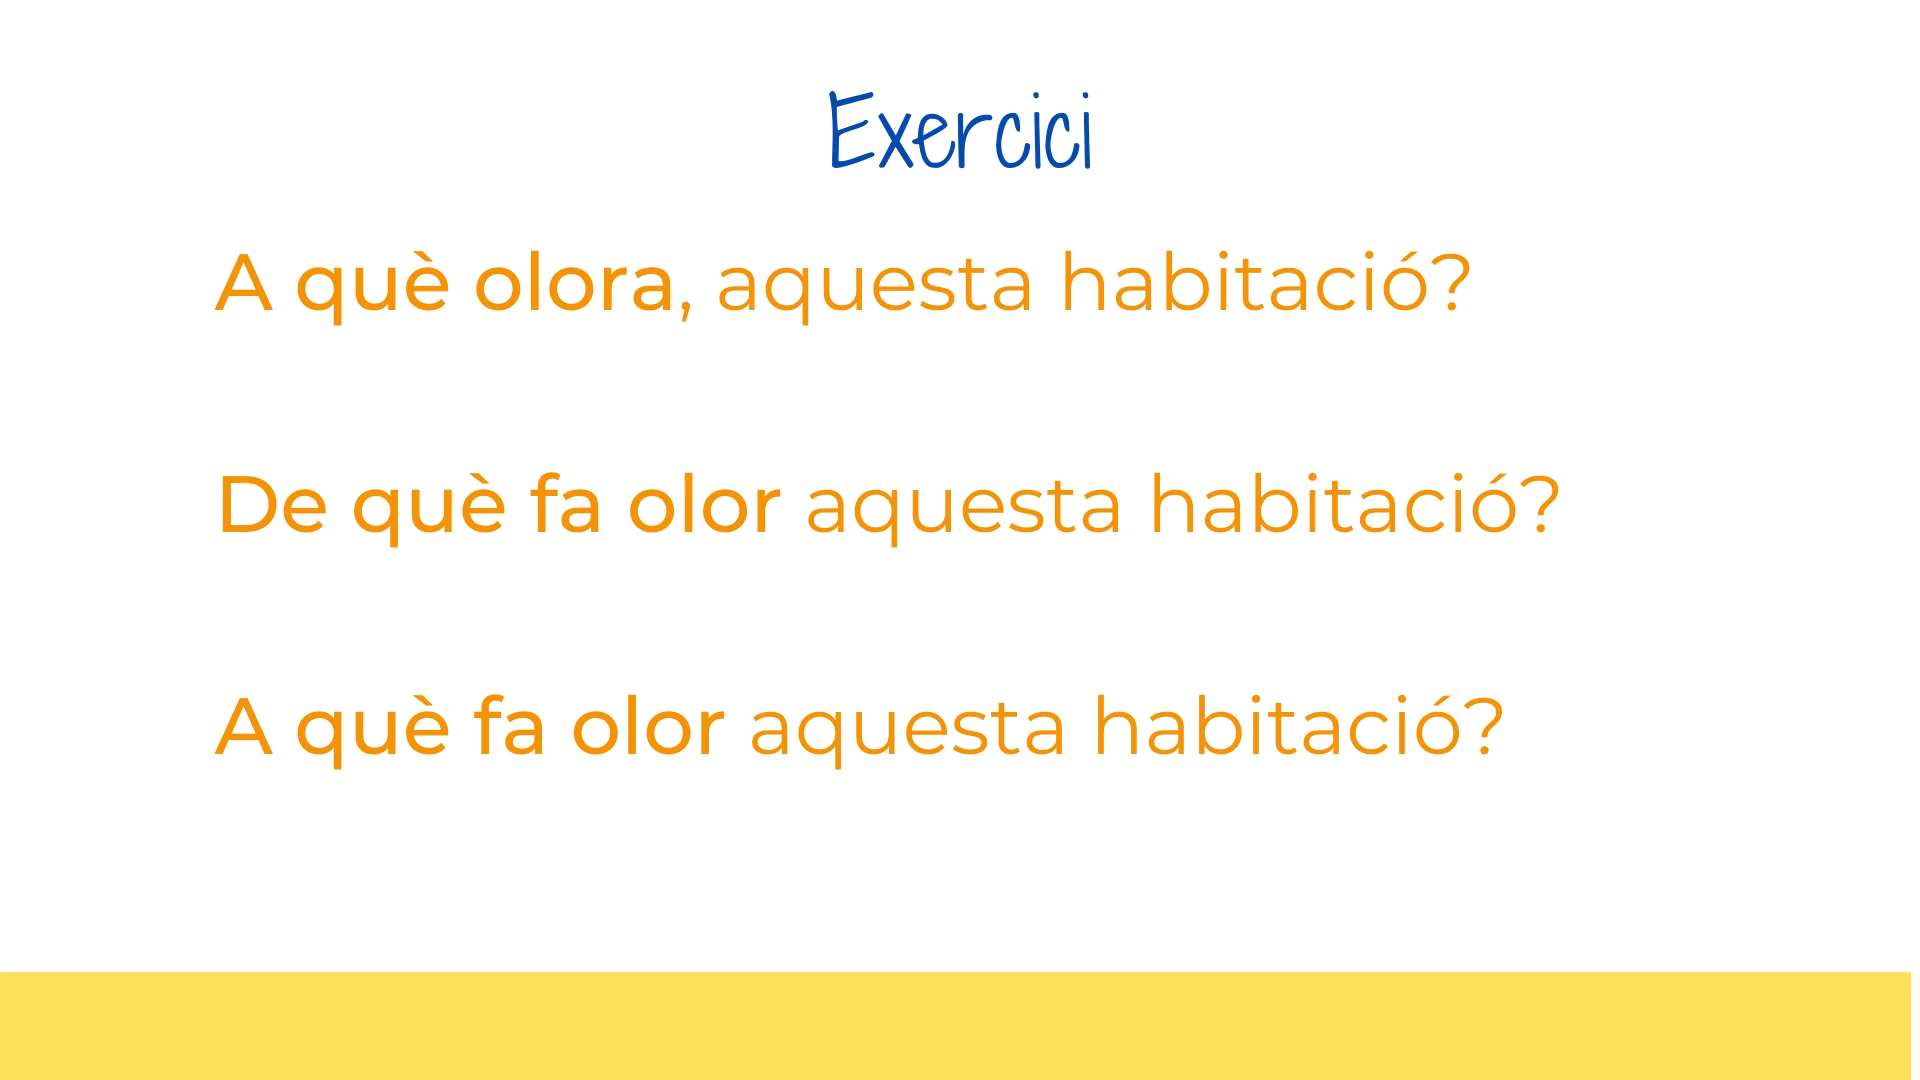 Exercici
A què olora, aquesta habitació?
De què fa olor aquesta habitació?
A què fa olor aquesta habitació?